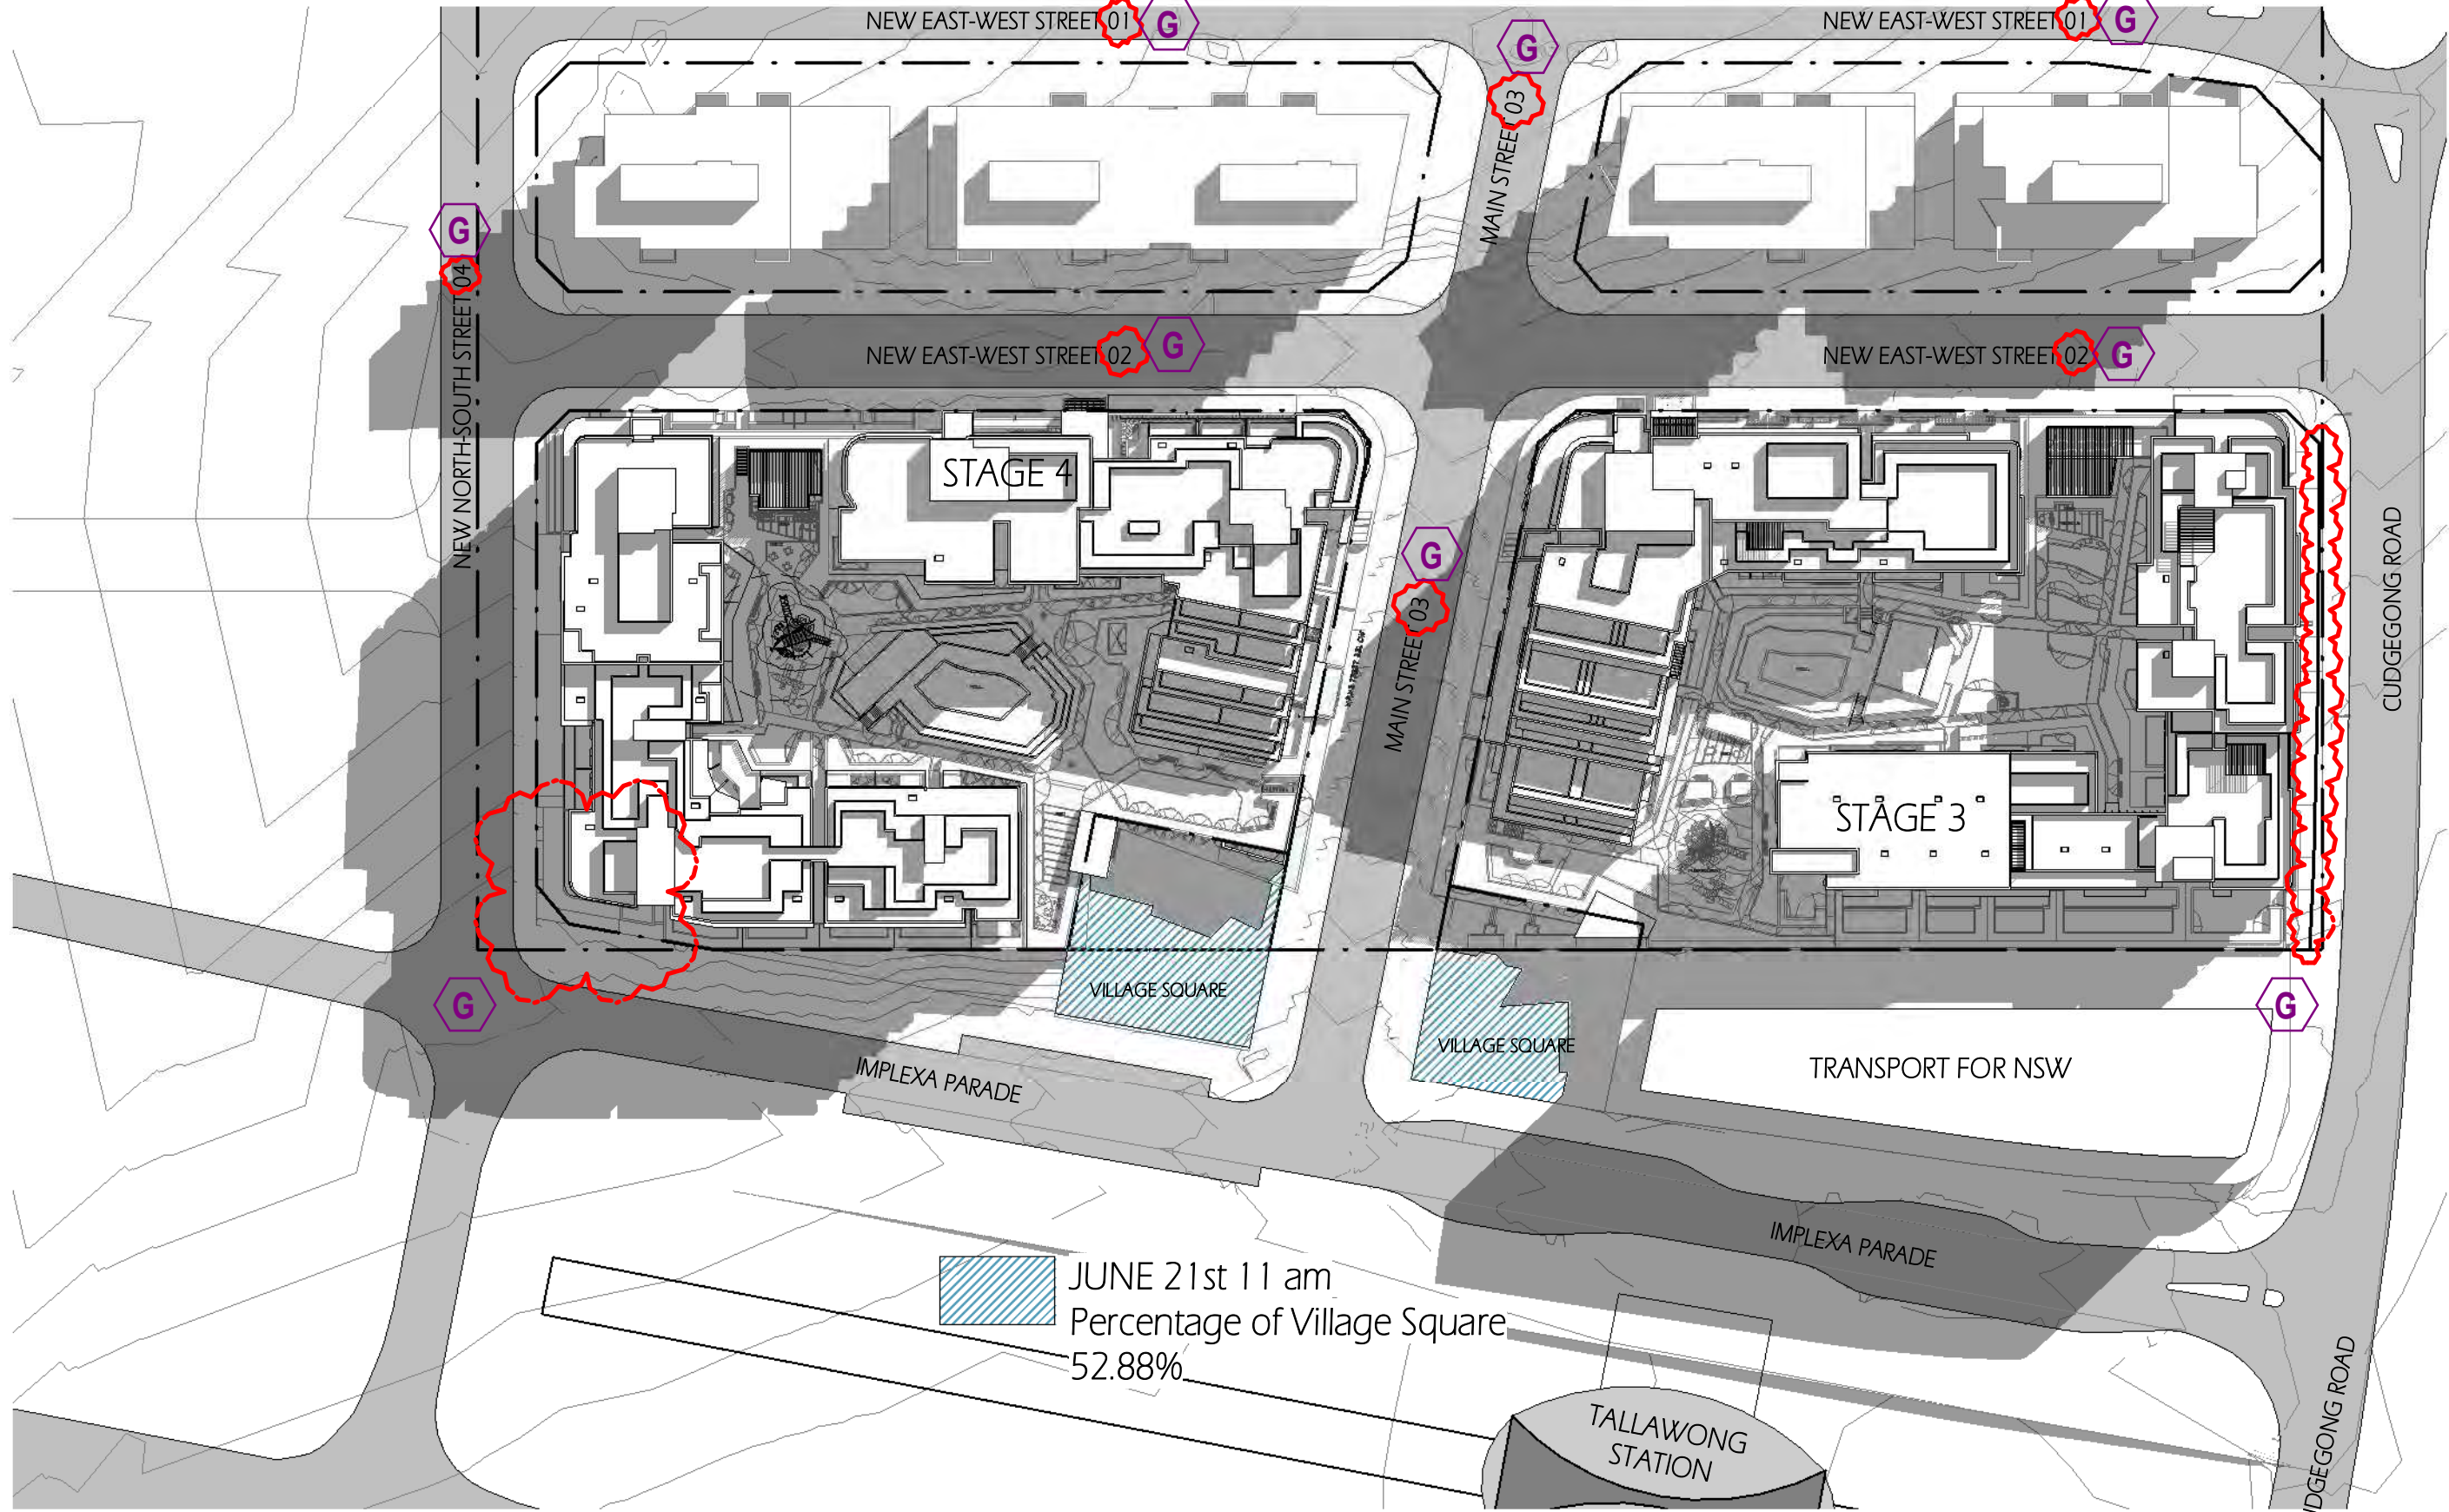 NEW EAST-WEST STREET 01
G
NEW EAST-WEST STREET 01
G
G
MAIN STREET 03
G
NEW NORTH-SOUTH STREET 04
NEW EAST-WEST STREET 02
G
NEW EAST-WEST STREET 02
G
STAGE 4
G
MAIN STREET 03
CUDGEGONG ROAD
STAGE 3
VILLAGE SQUARE
G
G
VILLAGE SQUARE
TRANSPORT FOR NSW
IMPLEXA PARADE
IMPLEXA PARADE
JUNE 21st 11 am
Percentage of Village Square
52.88%
TALLAWONG
STATION
DGEGONG ROAD